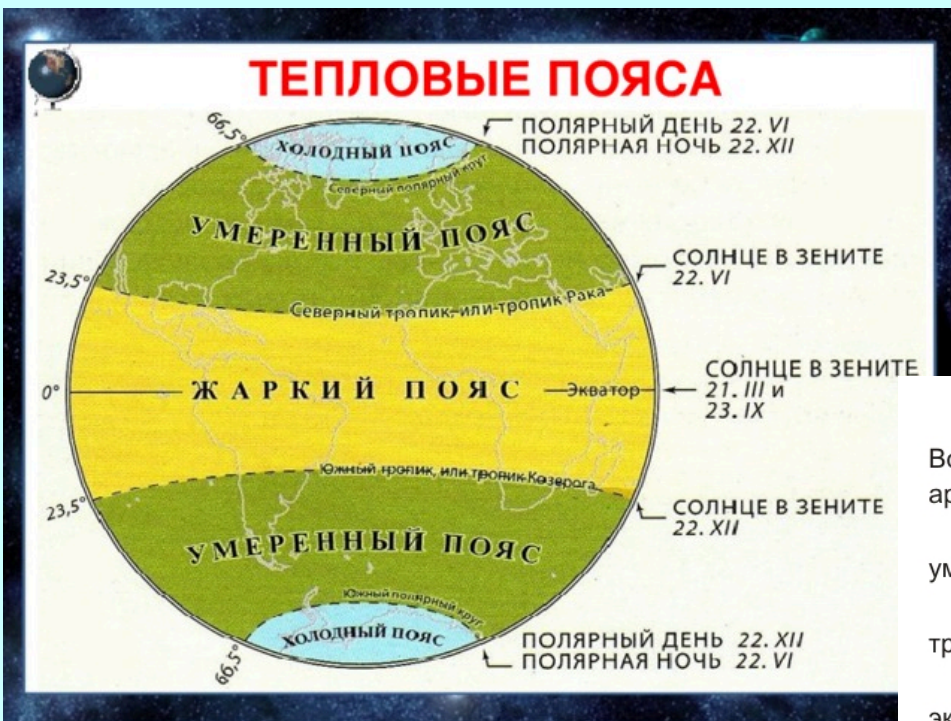 ТЕПЛОВЫЕ ПОЯСА
66,5°
ХОЛОДНЫЙ ПОЯС
ПОЛЯРНЫЙ ДЕНЬ 22. VI
ПОЛЯРНАЯ НОЧЬ 22. XII
Северный полярный круг
УМЕРЕННЫЙ ПОЯС
23,5°
СОЛНЦЕ В ЗЕНИТЕ
22. VI
Северный тропик, или тропик Рака
0°
ЖАРКИЙ ПОЯС
Экватор
СОЛНЦЕ В ЗЕНИТЕ
21. III и
23. IX
Южный тропик, или тропик Козерога
23,5°
СОЛНЦЕ В ЗЕНИТЕ
22. XII
УМЕРЕННЫЙ ПОЯС
Южный полярный круг
ХОЛОДНЫЙ ПОЯС
66,5°
ПОЛЯРНЫЙ ДЕНЬ 22. XII
ПОЛЯРНАЯ НОЧЬ 22. VI